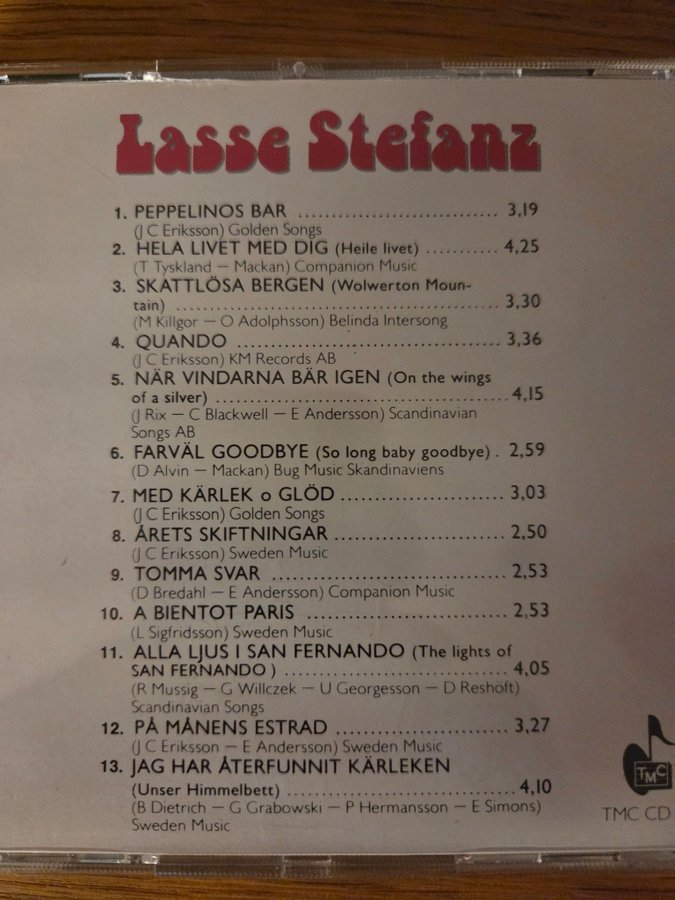 Lasse Stefanz
1. PEPPELINOS BAR .............................. 3,19
(J C Eriksson) Golden Songs
2. HELA LIVET MED DIG (Heile livet) ........... 4,25
(T Tyskland – Mackan) Companion Music
3. SKATTLÖSA BERGEN (Wolwerton Moun-
tain) ................................................ 3,30
(M Killgor – O Adolphsson) Belinda Intersong
4. QUANDO ...................................... 3,36
(J C Eriksson) KM Records AB
5. NÄR VINDARNA BÄR IGEN (On the wings
of a silver) .......................................... 4,15
(J Rix – C Blackwell – E Andersson) Scandinavian
Songs AB
6. FARVÄL GOODBYE (So long baby goodbye) . 2,59
(D Alvin – Mackan) Bug Music Skandinaviens
7. MED KÄRLEK o GLÖD ........................ 3,03
(J C Eriksson) Golden Songs
8. ÅRETS SKIFTNINGAR ......................... 2,50
(J C Eriksson) Sweden Music
9. TOMMA SVAR .................................. 2,53
(D Bredahl – E Andersson) Companion Music
10. A BIENTOT PARIS ............................. 2,53
(L Sigfridsson) Sweden Music
11. ALLA LJUS I SAN FERNANDO (The lights of
SAN FERNANDO ) ................................ 4,05
(R Mussig – G Willczek – U Georgesson – D Reshöft)
Scandinavian Songs
12. PÅ MÅNENS ESTRAD ......................... 3,27
(J C Eriksson – E Andersson) Sweden Music
13. JAG HAR ÅTERFUNNIT KÄRLEKEN
(Unser Himmelbett) .................................. 4,10
(B Dietrich – G Grabowski – P Hermansson – E Simons)
Sweden Music
TMC
TMC CD